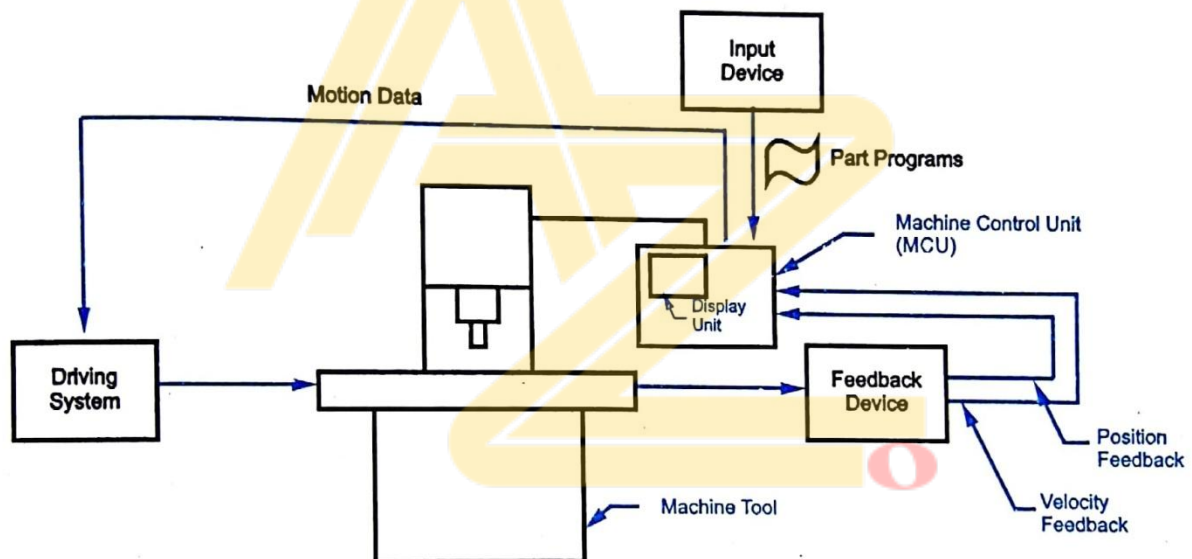 Input
Device
Motion Data
Part Programs
Machine Control Unit
(MCU)
Display
Unit
Driving
System
Feedback
Device
Position
Feedback
Machine Tool
Velocity
Feedback
AZ